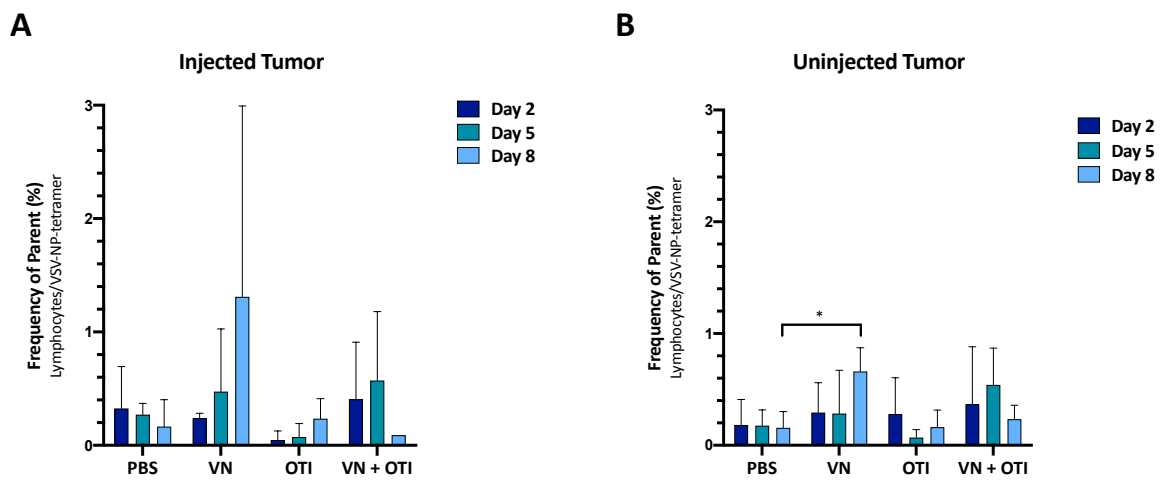 A
Injected Tumor
Frequency of Parent (%)
Lymphocytes/VSV-NP-tetramer
3
2
1
0
PBS
VN
OTI
VN + OTI
Day 2
Day 5
Day 8
B
Uninjected Tumor
Frequency of Parent (%)
Lymphocytes/VSV-NP-tetramer
3
2
1
0
*
PBS
VN
OTI
VN + OTI
Day 2
Day 5
Day 8